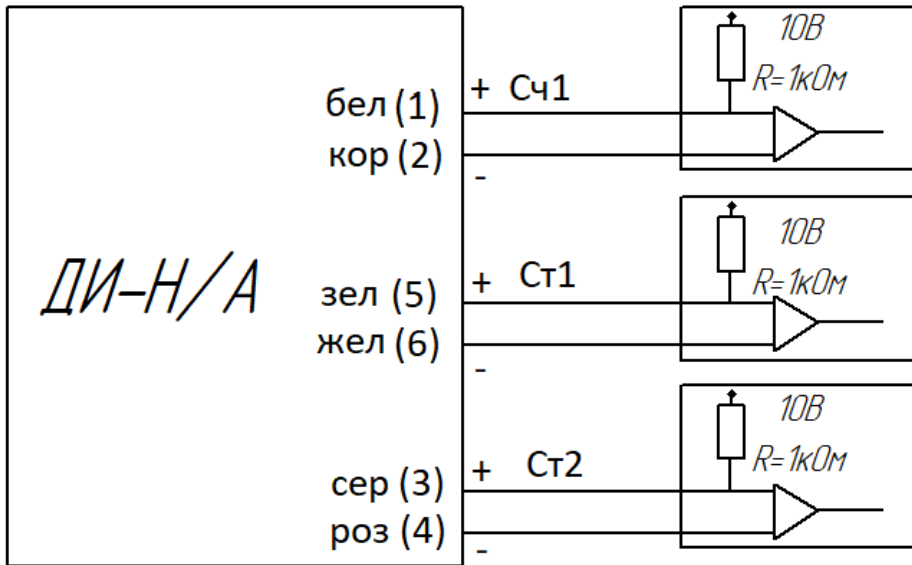 ДИ-Н/А
бел (1)
кор (2)
+ Сч1
-
10В
R=1кОм
зел (5)
жел (6)
+ Ст1
-
10В
R=1кОм
сер (3)
роз (4)
+ Ст2
-
10В
R=1кОм